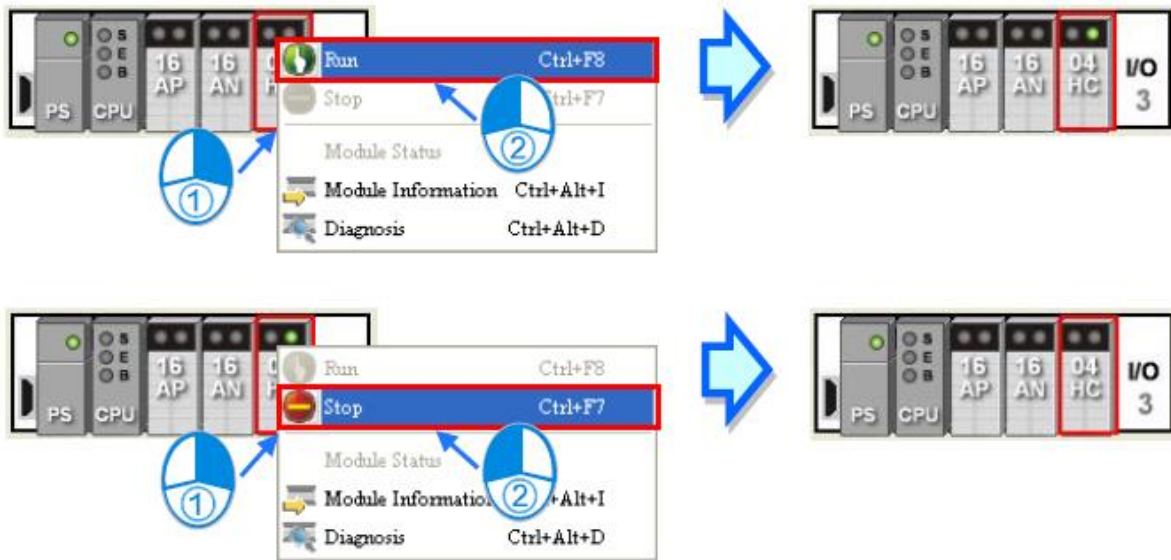 S
E
B
PS CPU 16 AP 16 AN
Run Ctrl+F8
Stop Ctrl+F7
Module Status
Module Information Ctrl+Alt+I
Diagnosis Ctrl+Alt+D
1
2
S
E
B
PS CPU 16 AP 16 AN 04 HC I/O 3
S
E
B
PS CPU 16 AP 16 AN
Run Ctrl+F8
Stop Ctrl+F7
Module Status
Module Information +Alt+I
Diagnosis Ctrl+Alt+D
1
2
S
E
B
PS CPU 16 AP 16 AN 04 HC I/O 3